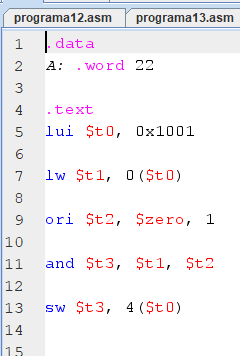 programa12.asm programa13.asm
1 .data
2 A: .word 22
3
4 .text
5 lui $t0, 0x1001
6
7 lw $t1, 0($t0)
8
9 ori $t2, $zero, 1
10
11 and $t3, $t1, $t2
12
13 sw $t3, 4($t0)
14
15